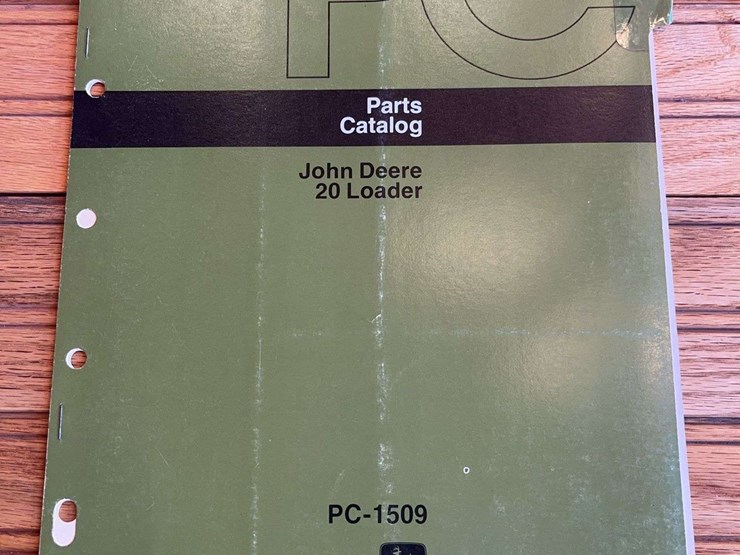 PC
Parts
Catalog
John Deere
20 Loader
PC-1509